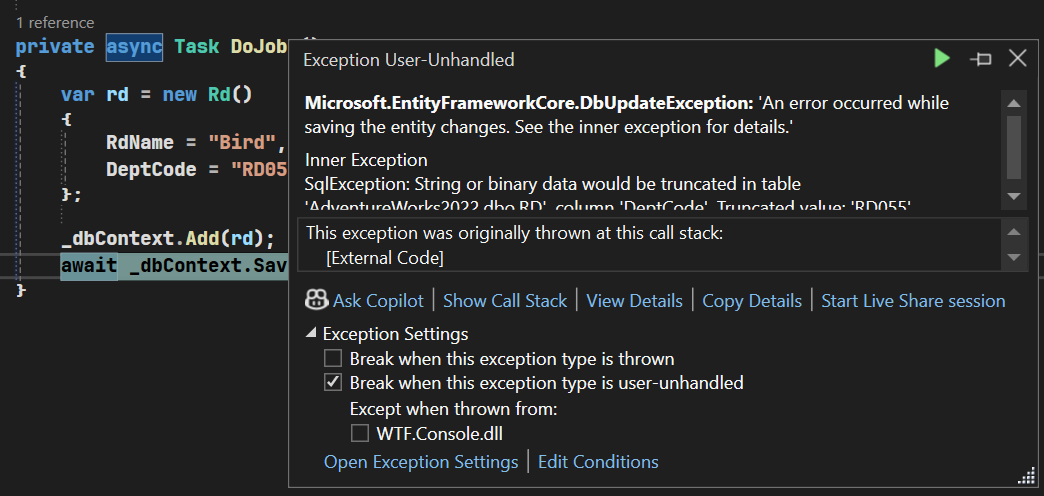 1 reference
private async Task DoJob()
{
var rd = new Rd()
{
RdName = "Bird",
DeptCode = "RD055
};
_dbContext.Add(rd);
await _dbContext.Sav
}
Exception User-Unhandled
Microsoft.EntityFrameworkCore.DbUpdateException: 'An error occurred while
saving the entity changes. See the inner exception for details.'
Inner Exception
SqlException: String or binary data would be truncated in table
'AdventureWorks2022.dbo.RD', column 'DeptCode'. Truncated value: 'RD055'.
This exception was originally thrown at this call stack:
[External Code]
Ask Copilot | Show Call Stack | View Details | Copy Details | Start Live Share session
Exception Settings
Break when this exception type is thrown
Break when this exception type is user-unhandled
Except when thrown from:
WTF.Console.dll
Open Exception Settings | Edit Conditions